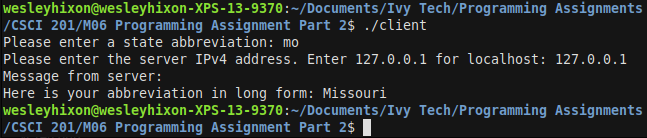 wesleyhixon@wesleyhixon-XPS-13-9370:~/Documents/Ivy Tech/Programming Assignments
/CSCI 201/M06 Programming Assignment Part 2$ ./client
Please enter a state abbreviation: mo
Please enter the server IPv4 address. Enter 127.0.0.1 for localhost: 127.0.0.1
Message from server:
Here is your abbreviation in long form: Missouri
wesleyhixon@wesleyhixon-XPS-13-9370:~/Documents/Ivy Tech/Programming Assignments
/CSCI 201/M06 Programming Assignment Part 2$